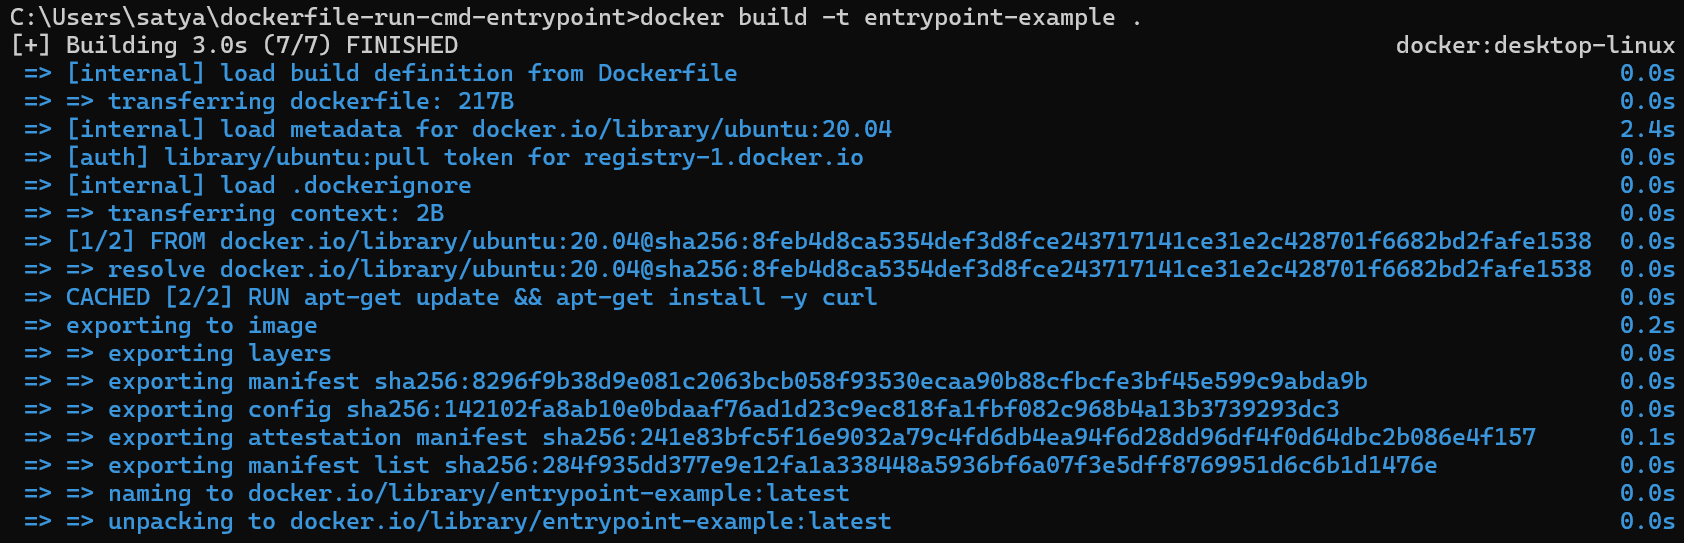 C:\Users\satya\dockerfile-run-cmd-entrypoint>docker build -t entrypoint-example .
[+] Building 3.0s (7/7) FINISHED docker:desktop-linux
=> [internal] load build definition from Dockerfile 0.0s
=> => transferring dockerfile: 217B 0.0s
=> [internal] load metadata for docker.io/library/ubuntu:20.04 2.4s
=> [auth] library/ubuntu:pull token for registry-1.docker.io 0.0s
=> [internal] load .dockerignore 0.0s
=> => transferring context: 2B 0.0s
=> [1/2] FROM docker.io/library/ubuntu:20.04@sha256:8feb4d8ca5354def3d8fce243717141ce31e2c428701f6682bd2fafe1538 0.0s
=> => resolve docker.io/library/ubuntu:20.04@sha256:8feb4d8ca5354def3d8fce243717141ce31e2c428701f6682bd2fafe1538 0.0s
=> CACHED [2/2] RUN apt-get update && apt-get install -y curl 0.0s
=> exporting to image 0.2s
=> => exporting layers 0.0s
=> => exporting manifest sha256:8296f9b38d9e081c2063bcb058f93530ecaa90b88cfbcfe3bf45e599c9abda9b 0.0s
=> => exporting config sha256:142102fa8ab10e0bdaaf76ad1d23c9ec818fa1fbf082c968b4a13b3739293dc3 0.0s
=> => exporting attestation manifest sha256:241e83bfc5f16e9032a79c4fd6db4ea94f6d28dd96df4f0d64dbc2b086e4f157 0.1s
=> => exporting manifest list sha256:284f935dd377e9e12fa1a338448a5936bf6a07f3e5dff8769951d6c6b1d1476e 0.0s
=> => naming to docker.io/library/entrypoint-example:latest 0.0s
=> => unpacking to docker.io/library/entrypoint-example:latest 0.0s